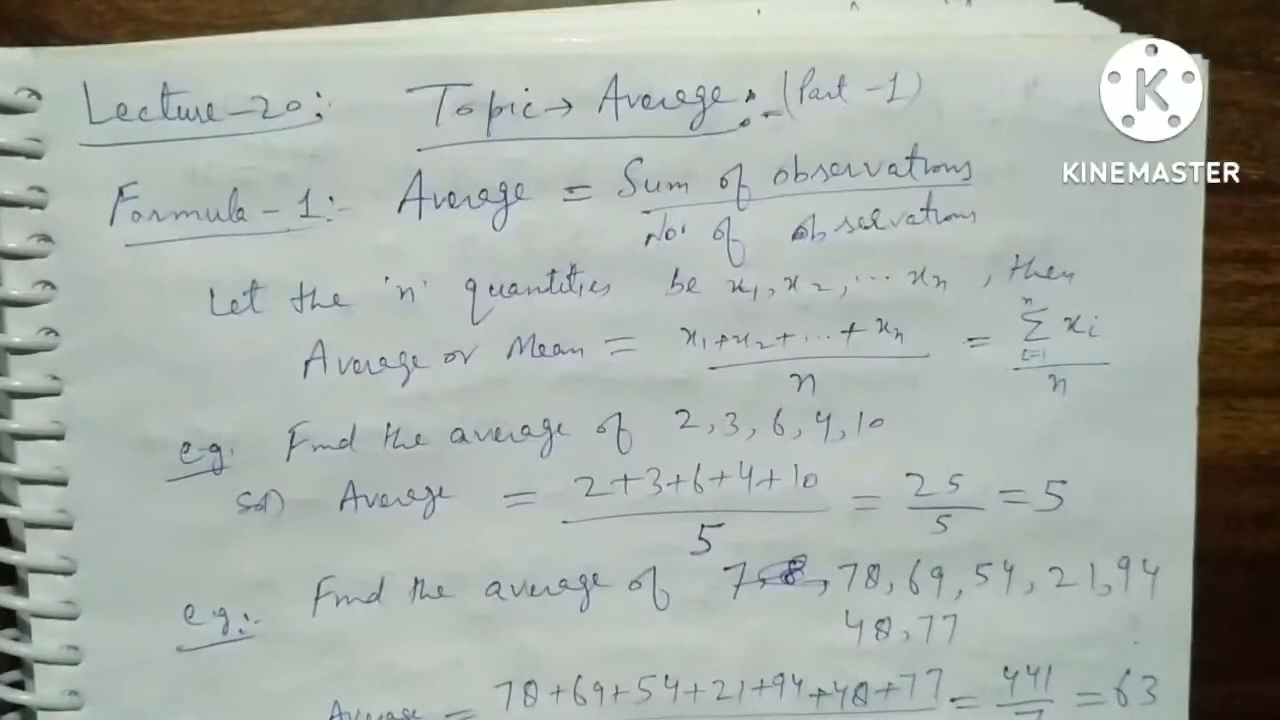 Lecture-20:
Topic → Average:- (Part-1)
K
KINEMASTER
Formula-1:- Average = Sum of observations
No. of observations
Let the 'n' quantities be x₁, x₂, ... xₙ, then
Average or Mean = x₁+x₂+...+xₙ / n = n Σ i=1 xi / n
e.g. Find the average of 2, 3, 6, 4, 10
Sol) Average = 2+3+6+4+10 / 5 = 25 / 5 = 5
e.g:- Find the average of 78, 69, 54, 21, 94
48, 77
Average = 78+69+54+21+94+48+77 / = 441 / 7 = 63